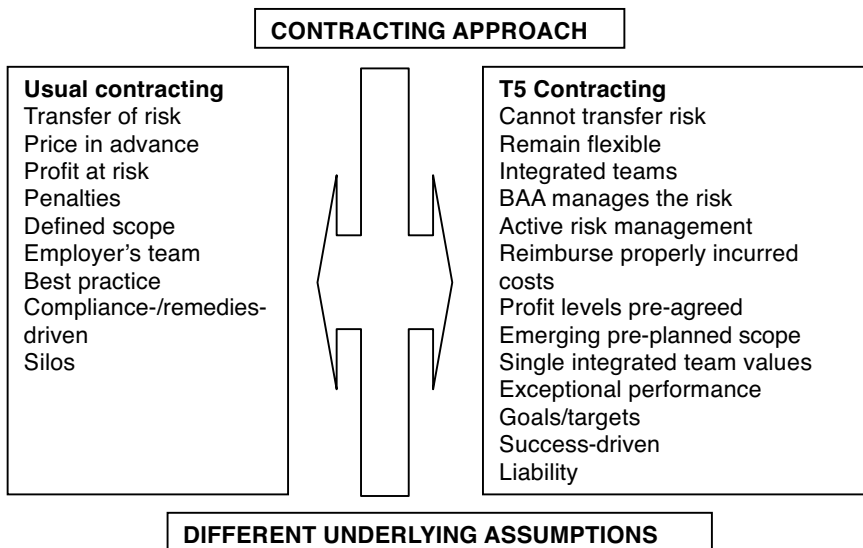 CONTRACTING APPROACH
Usual contracting
Transfer of risk
Price in advance
Profit at risk
Penalties
Defined scope
Employer's team
Best practice
Compliance-/remedies-
driven
Silos
T5 Contracting
Cannot transfer risk
Remain flexible
Integrated teams
BAA manages the risk
Active risk management
Reimburse properly incurred
costs
Profit levels pre-agreed
Emerging pre-planned scope
Single integrated team values
Exceptional performance
Goals/targets
Success-driven
Liability
DIFFERENT UNDERLYING ASSUMPTIONS